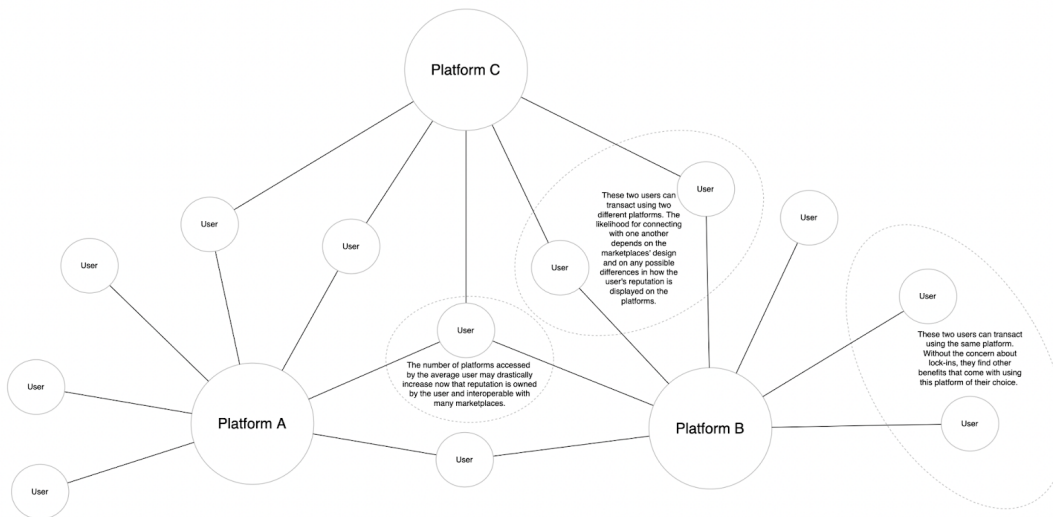 Platform C
User
These two users can
transact using two
different platforms. The
likelihood for connecting
with one another
depends on the
marketplaces' design
and on any possible
differences in how the
user's reputation is
displayed on the
platforms.
User
User
User
User
User
User
User
These two users can transact
using the same platform.
Without the concern about
lock-ins, they find other
benefits that come with using
this platform of their choice.
User
The number of platforms accessed
by the average user may drastically
increase now that reputation is owned
by the user and interoperable with
many marketplaces.
User
Platform A
Platform B
User
User
User